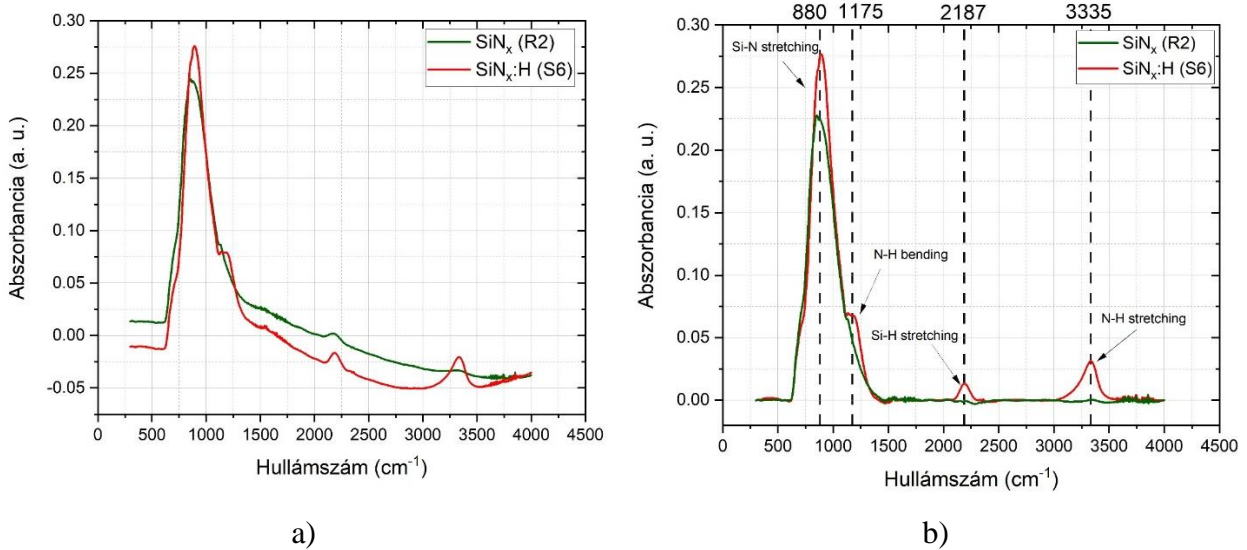 0.30
0.25
0.20
0.15
0.10
0.05
0.00
-0.05
Abszorbancia (a. u.)
SiNx (R2)
SiNx:H (S6)
0 500 1000 1500 2000 2500 3000 3500 4000 4500
Hullámszám (cm-1)
a)
880 1175 2187 3335
0.30
0.25
0.20
0.15
0.10
0.05
0.00
Abszorbancia (a. u.)
Si-N stretching
SiNx (R2)
SiNx:H (S6)
N-H bending
Si-H stretching
N-H stretching
0 500 1000 1500 2000 2500 3000 3500 4000 4500
Hullámszám (cm-1)
b)